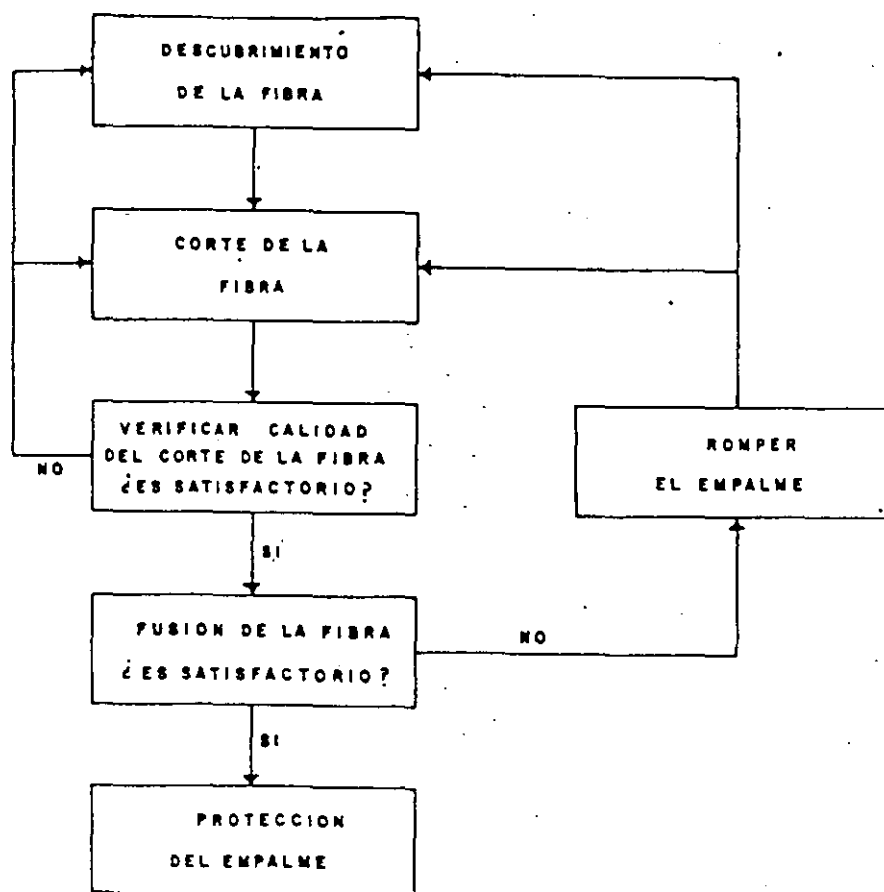 DESCUBRIMIENTO
DE LA FIBRA
CORTE DE LA
FIBRA
VERIFICAR CALIDAD
DEL CORTE DE LA FIBRA
¿ES SATISFACTORIO?
NO
ROMPER
EL EMPALME
SI
FUSION DE LA FIBRA
¿ES SATISFACTORIO?
NO
SI
PROTECCION
DEL EMPALME